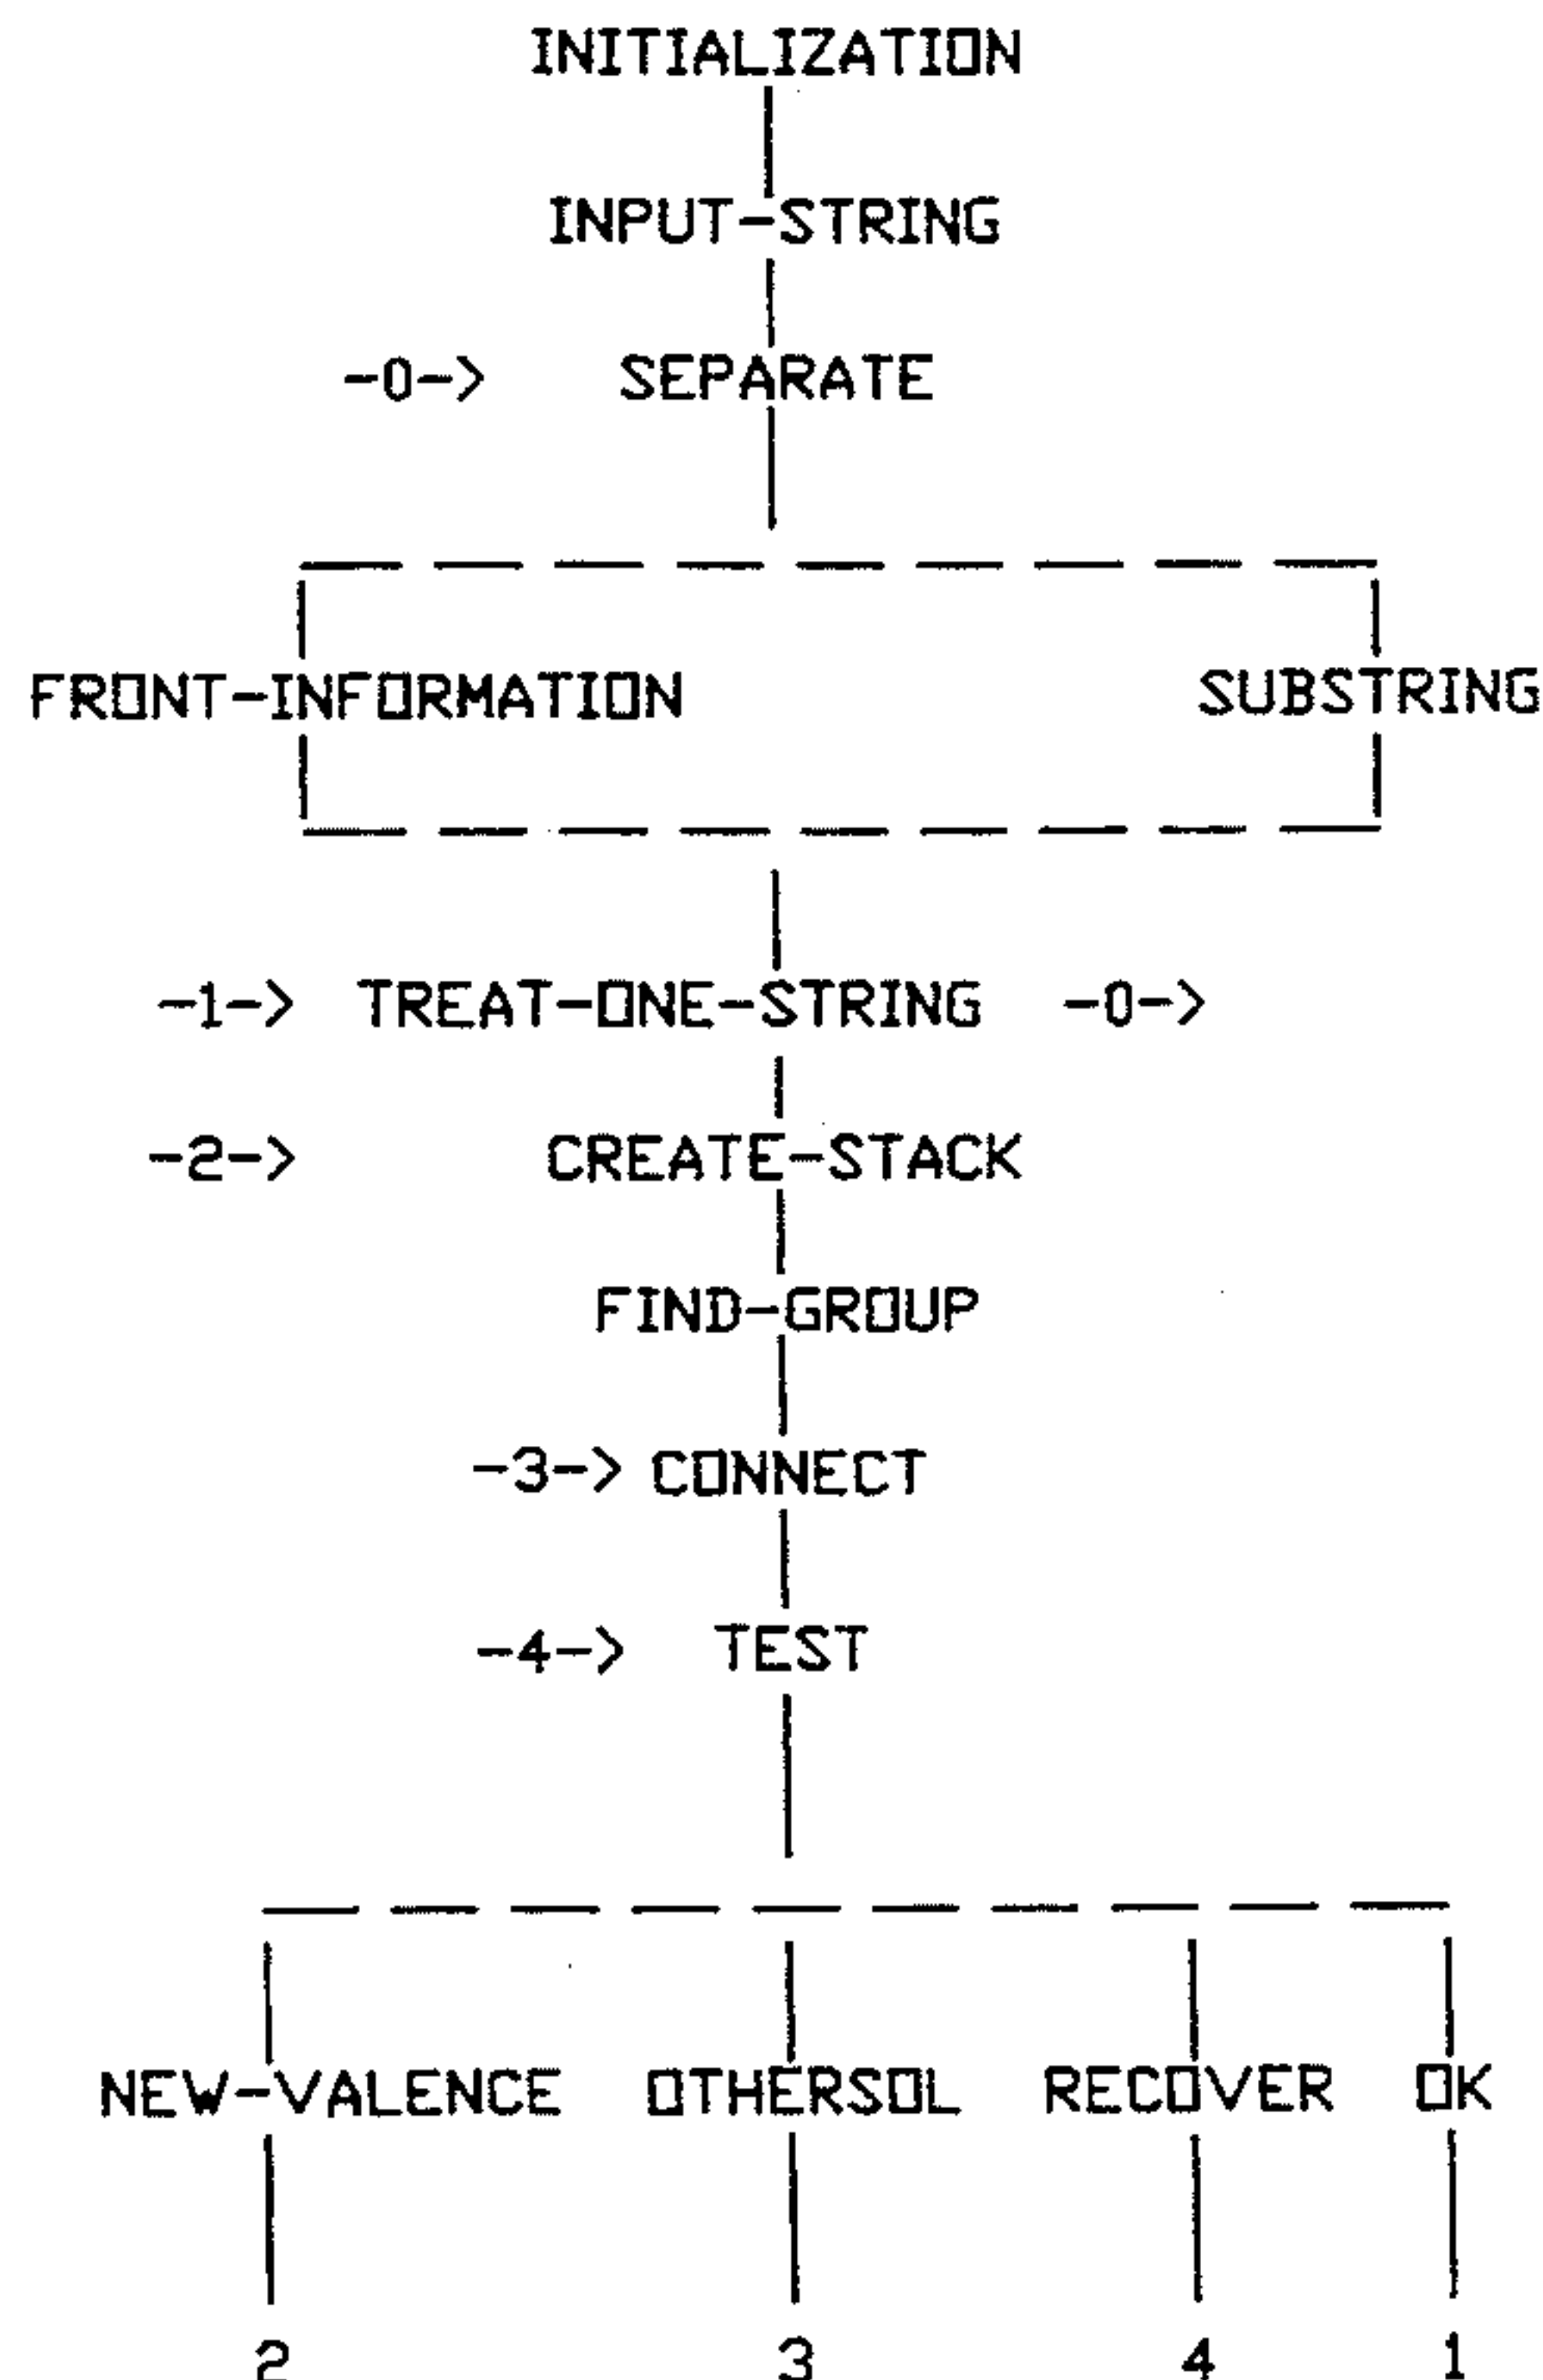 INITIALIZATION
INPUT-STRING
-0-> SEPARATE
FRONT-INFORMATION SUBSTRING
-1-> TREAT-ONE-STRING -0->
-2-> CREATE-STACK
FIND-GROUP
-3-> CONNECT
-4-> TEST
NEW-VALENCE OTHERSOL RECOVER OK
2 3 4 1